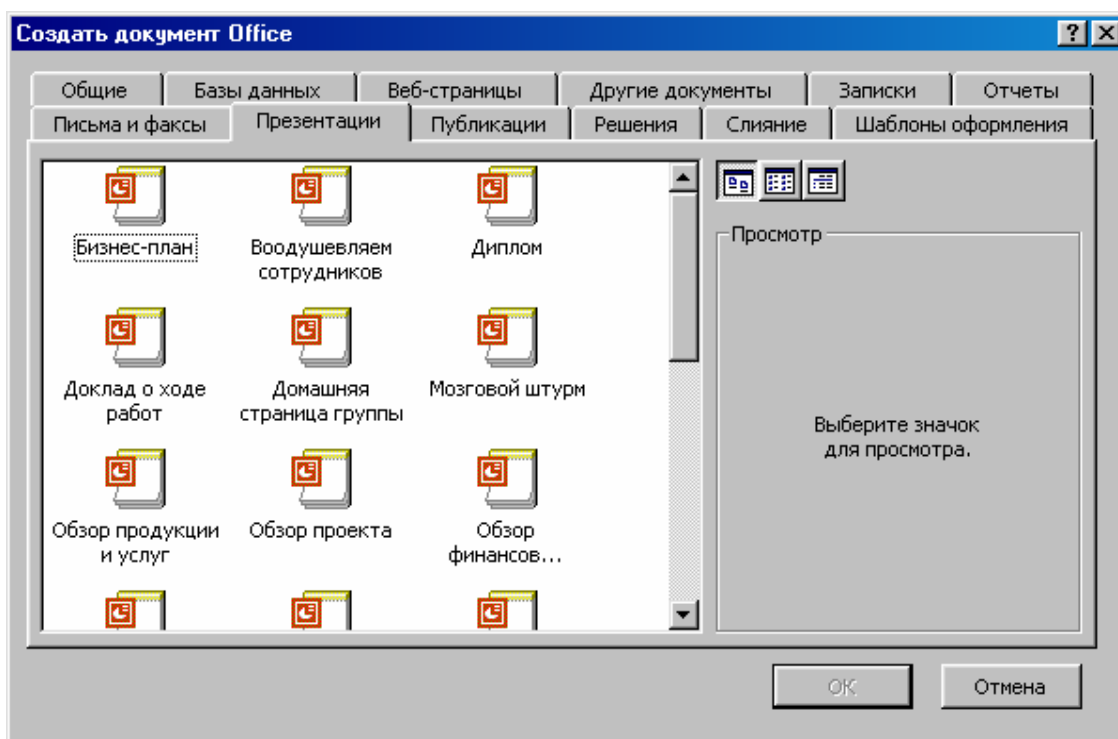 Создать документ Office
Общие
Базы данных
Веб-страницы
Другие документы
Записки
Отчеты
Письма и факсы
Презентации
Публикации
Решения
Слияние
Шаблоны оформления
Бизнес-план
Воодушевляем
сотрудников
Диплом
Доклад о ходе
работ
Домашняя
страница группы
Мозговой штурм
Обзор продукции
и услуг
Обзор проекта
Обзор
финансов...
Просмотр
Выберите значок
для просмотра.
OK
Отмена